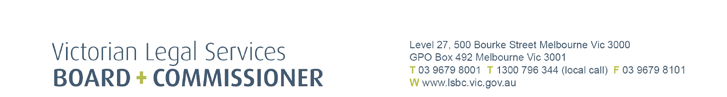 Victorian Legal Services
BOARD + COMMISSIONER
Level 27, 500 Bourke Street Melbourne Vic 3000
GPO Box 492 Melbourne Vic 3001
T 03 9679 8001 T 1300 796 344 (local call) F 03 9679 8101
W www.lsbc.vic.gov.au